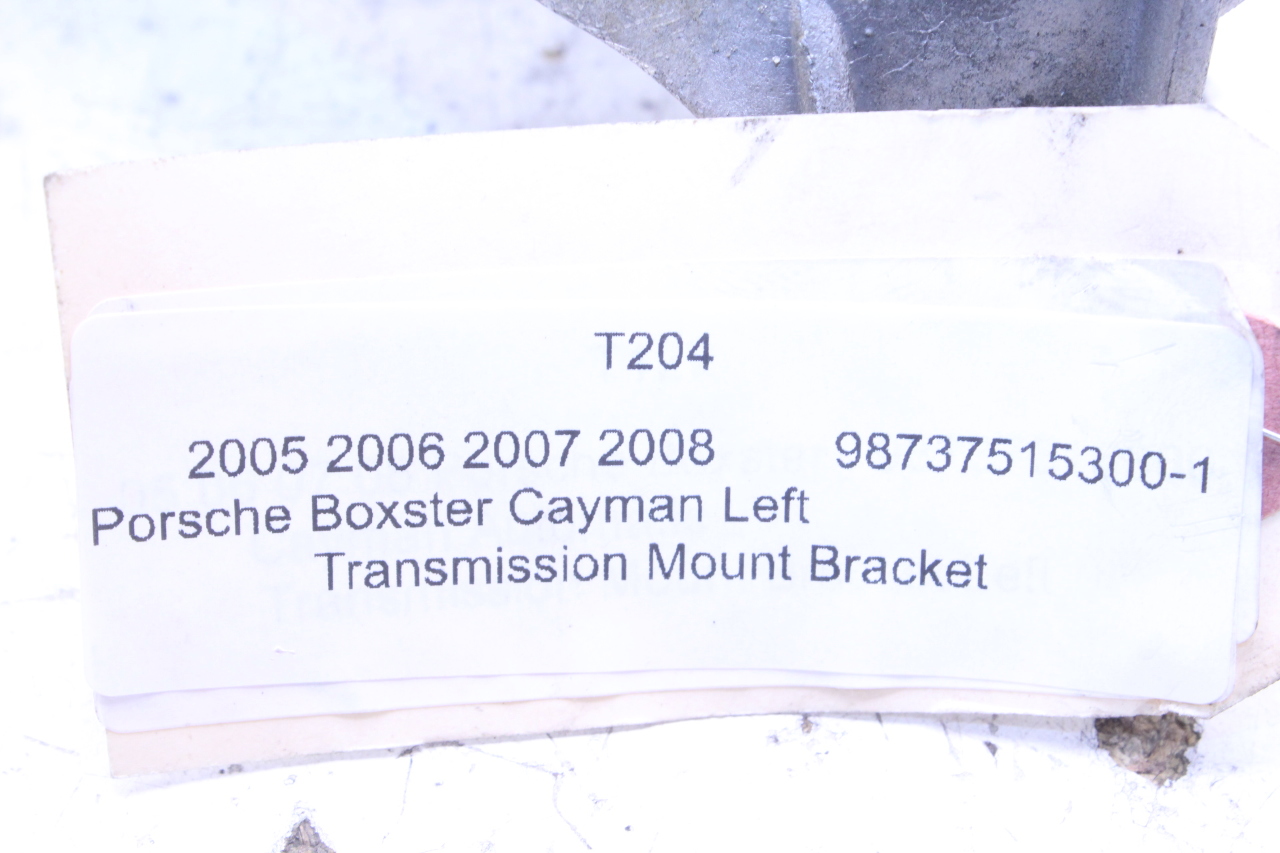 T204
2005 2006 2007 2008 98737515300-1
Porsche Boxster Cayman Left
Transmission Mount Bracket